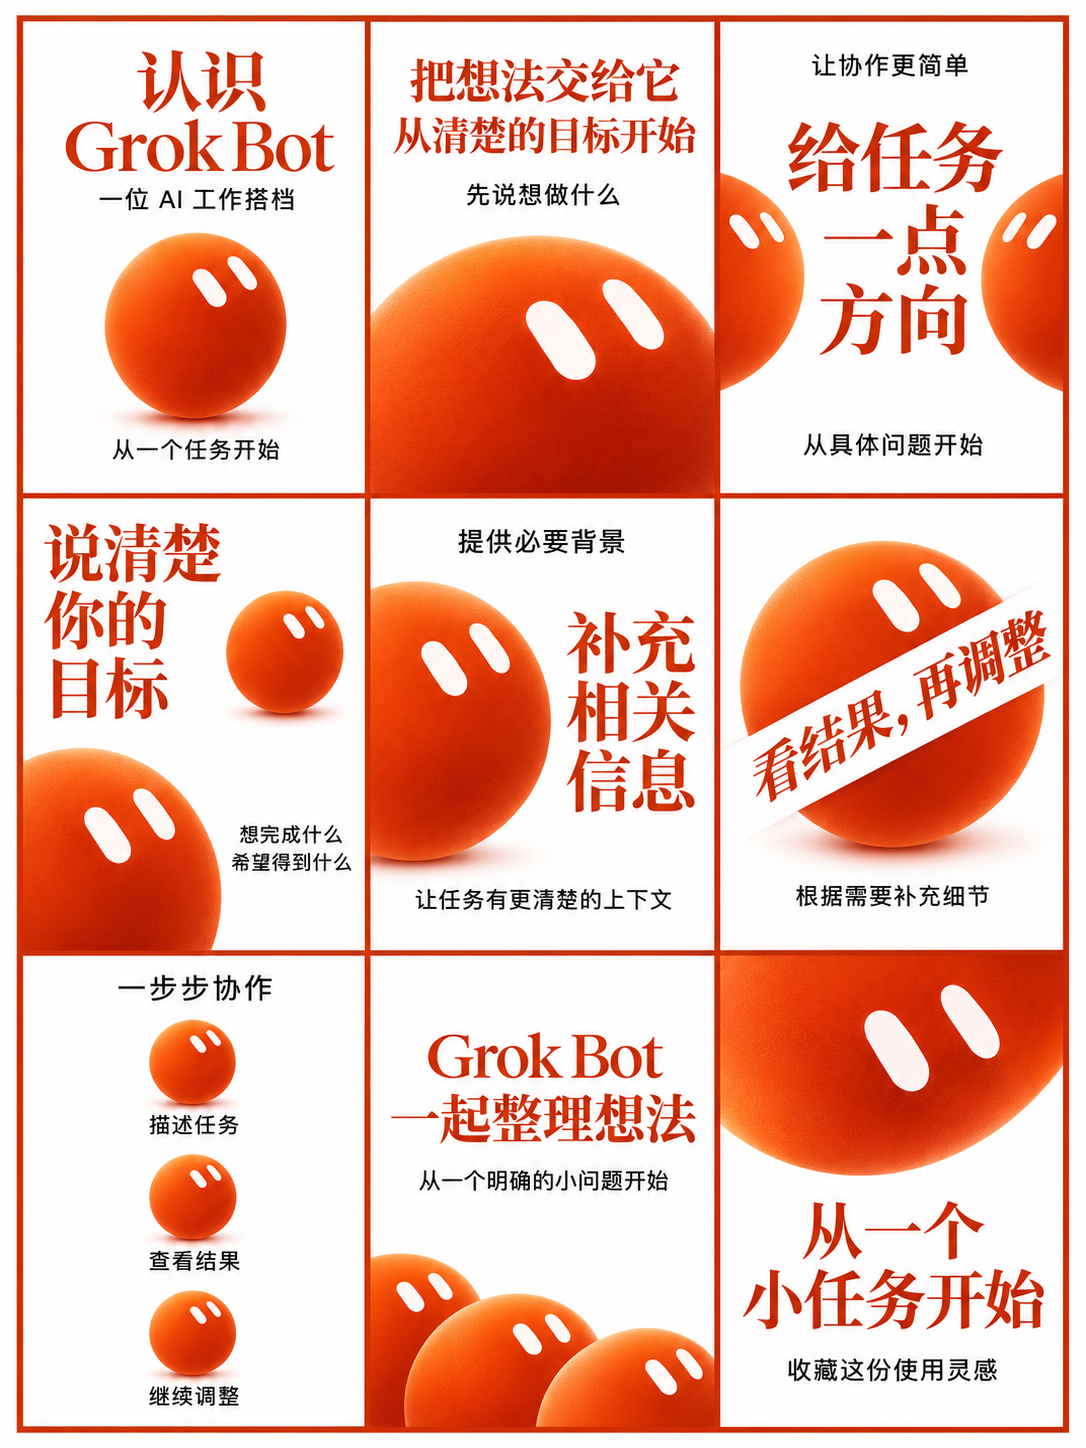 认识
Grok Bot
一位 AI 工作搭档
从一个任务开始
把想法交给它
从清楚的目标开始
先说想做什么
让协作更简单
给任务
一点
方向
从具体问题开始
说清楚
你的
目标
想完成什么
希望得到什么
提供必要背景
补充
相关
信息
让任务有更清楚的上下文
看结果，再调整
根据需要补充细节
一步步协作
描述任务
查看结果
继续调整
Grok Bot
一起整理想法
从一个明确的小问题开始
从一个
小任务开始
收藏这份使用灵感